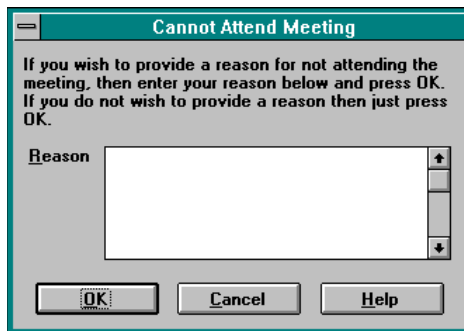 Cannot Attend Meeting
If you wish to provide a reason for not attending the
meeting, then enter your reason below and press OK.
If you do not wish to provide a reason then just press
OK.
Reason
OK Cancel Help